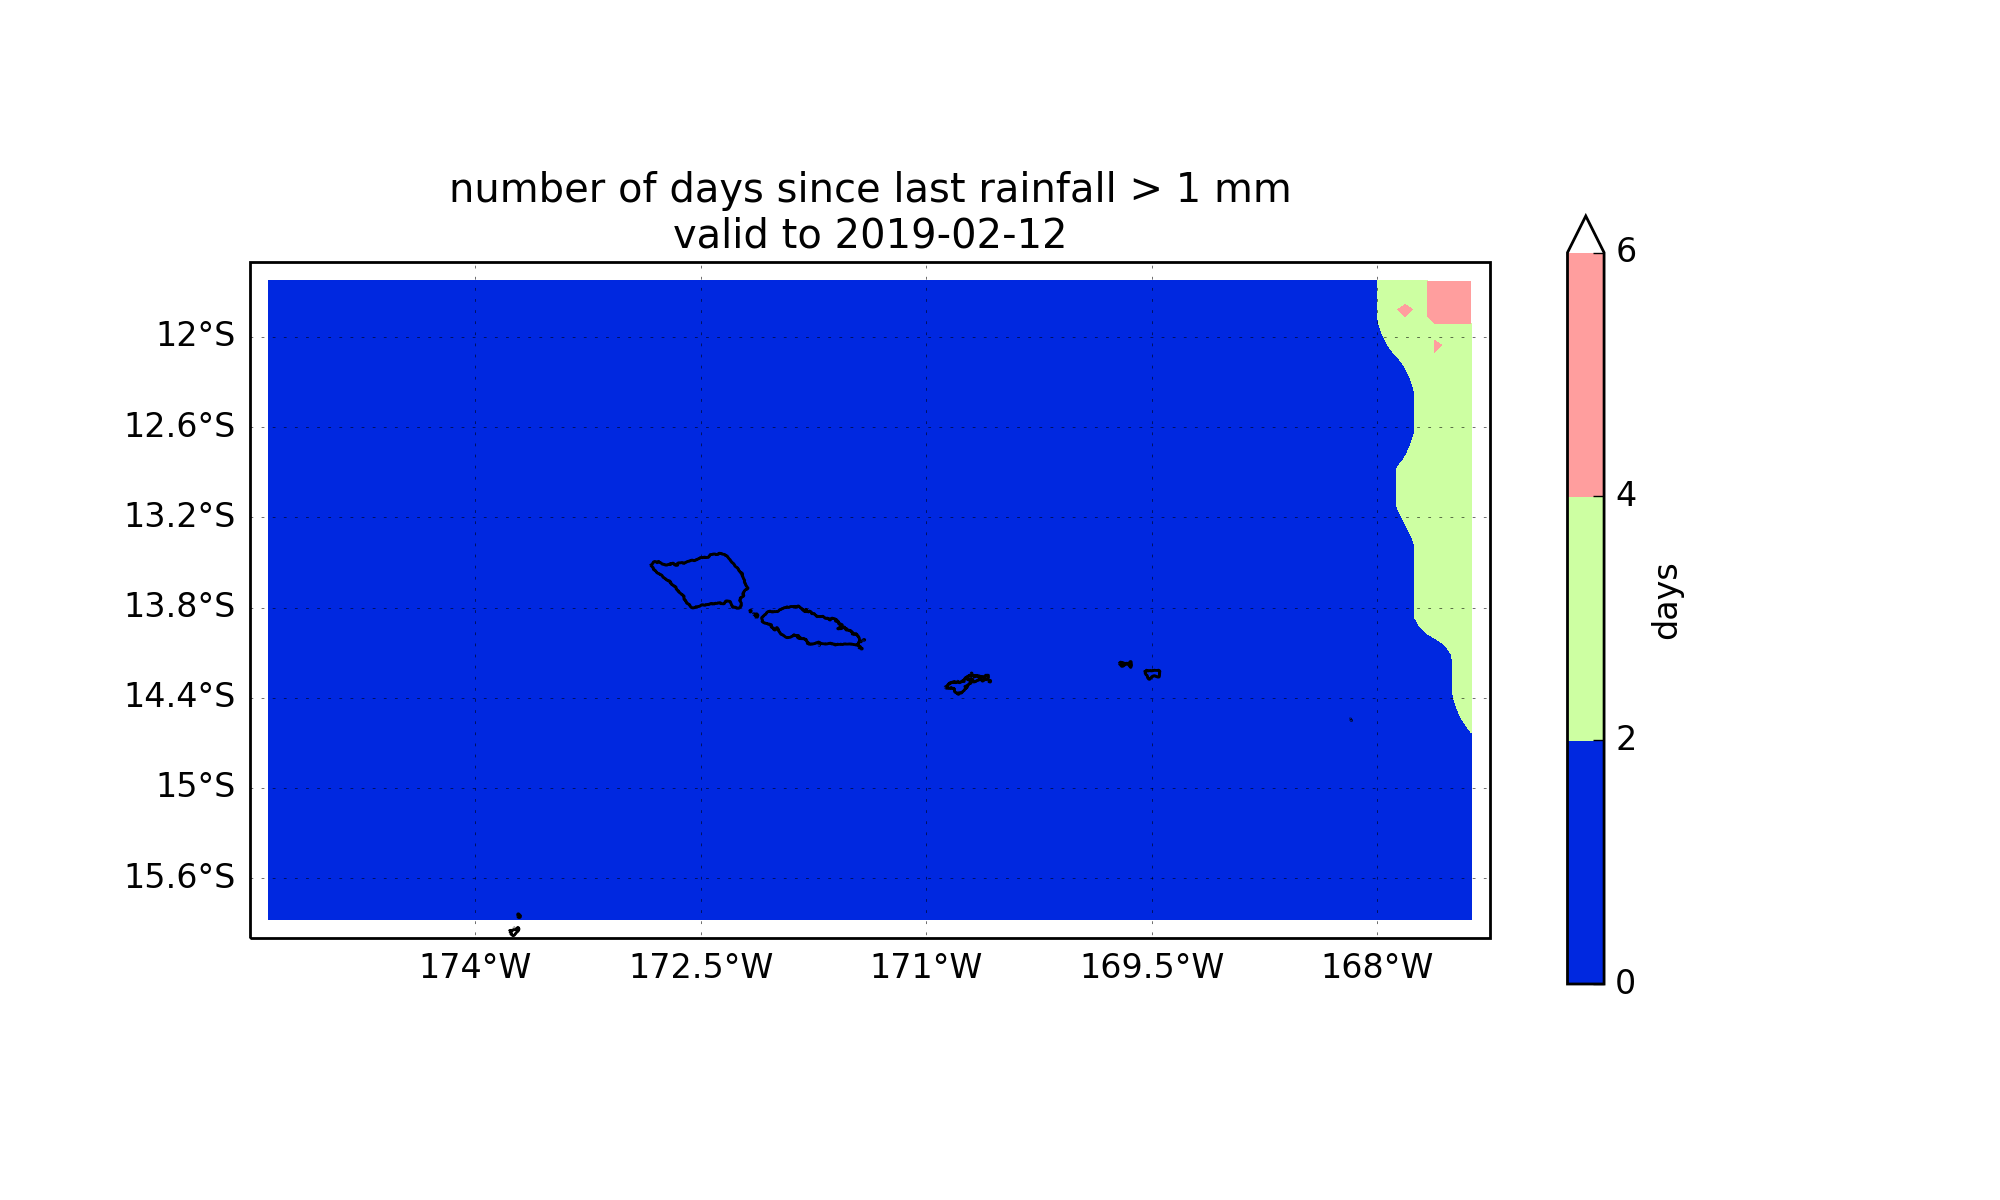 number of days since last rainfall > 1 mm
valid to 2019-02-12
12°S
12.6°S
13.2°S
13.8°S
14.4°S
15°S
15.6°S
174°W
172.5°W
171°W
169.5°W
168°W
6
4
2
0
days